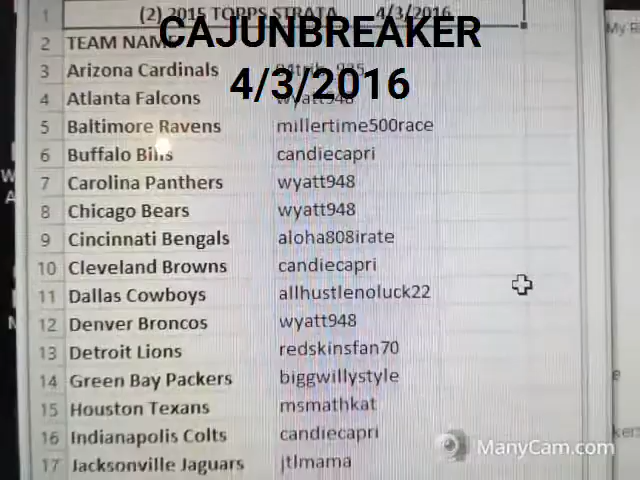 1 (2) 2015 TOPPS STRATA 4/3/2016
CAJUNBREAKER
4/3/2016
2 TEAM NAME
3 Arizona Cardinals
4 Atlanta Falcons wyatt948
5 Baltimore Ravens millertime500race
6 Buffalo Bills candiecapri
7 Carolina Panthers wyatt948
8 Chicago Bears wyatt948
9 Cincinnati Bengals aloha808irate
10 Cleveland Browns candiecapri
11 Dallas Cowboys allhustlenoluck22
12 Denver Broncos wyatt948
13 Detroit Lions redskinsfan70
14 Green Bay Packers biggwillystyle
15 Houston Texans msmathkat
16 Indianapolis Colts candiecapri
17 Jacksonville Jaguars jtlmama
ManyCam.com
My